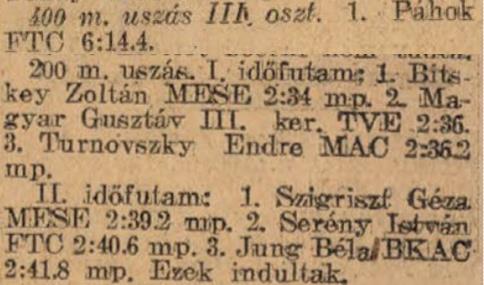 400 m. uszás III. oszt. 1. Páhok
FTC 6:14.4.
200 m. uszás. I. időfutam: 1. Bits-
key Zoltán MESE 2:34 mp. 2. Ma-
gyar Gusztáv III. ker. TVE 2:36.
3. Turnovszky Endre MAC 2:36.2
mp.
II. időfutam: 1. Szigriszt Géza
MESE 2:39.2 mp. 2. Serény István
FTC 2:40.6 mp. 3. Jung Béla BKAC
2:41.8 mp. Ezek indultak.